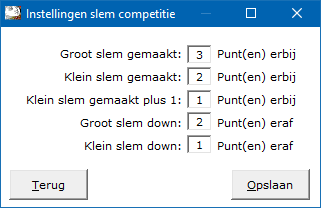 Instellingen slem competitie
Groot slem gemaakt: 3 Punt(en) erbij
Klein slem gemaakt: 2 Punt(en) erbij
Klein slem gemaakt plus 1: 1 Punt(en) erbij
Groot slem down: 2 Punt(en) eraf
Klein slem down: 1 Punt(en) eraf
Terug Opslaan